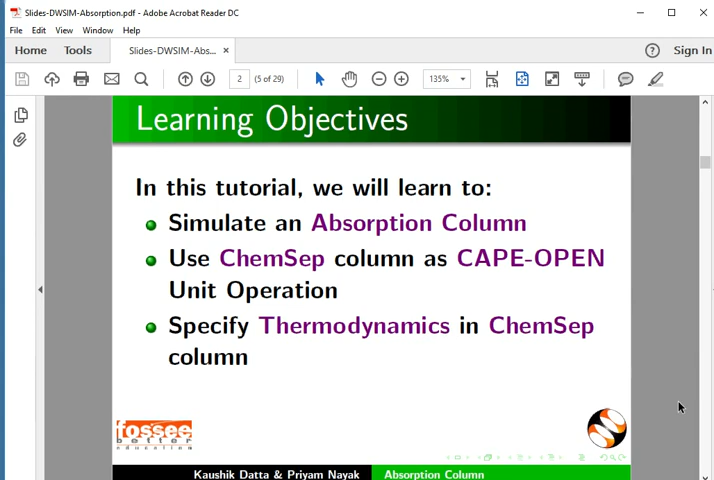 Slides-DWSIM-Absorption.pdf - Adobe Acrobat Reader DC
File Edit View Window Help
Home Tools Slides-DWSIM-Abs... × Sign In
2 (5 of 29) 135%
Learning Objectives
In this tutorial, we will learn to:
Simulate an Absorption Column
Use ChemSep column as CAPE-OPEN
Unit Operation
Specify Thermodynamics in ChemSep
column
fossee
better
education
Kaushik Datta & Priyam Nayak Absorption Column